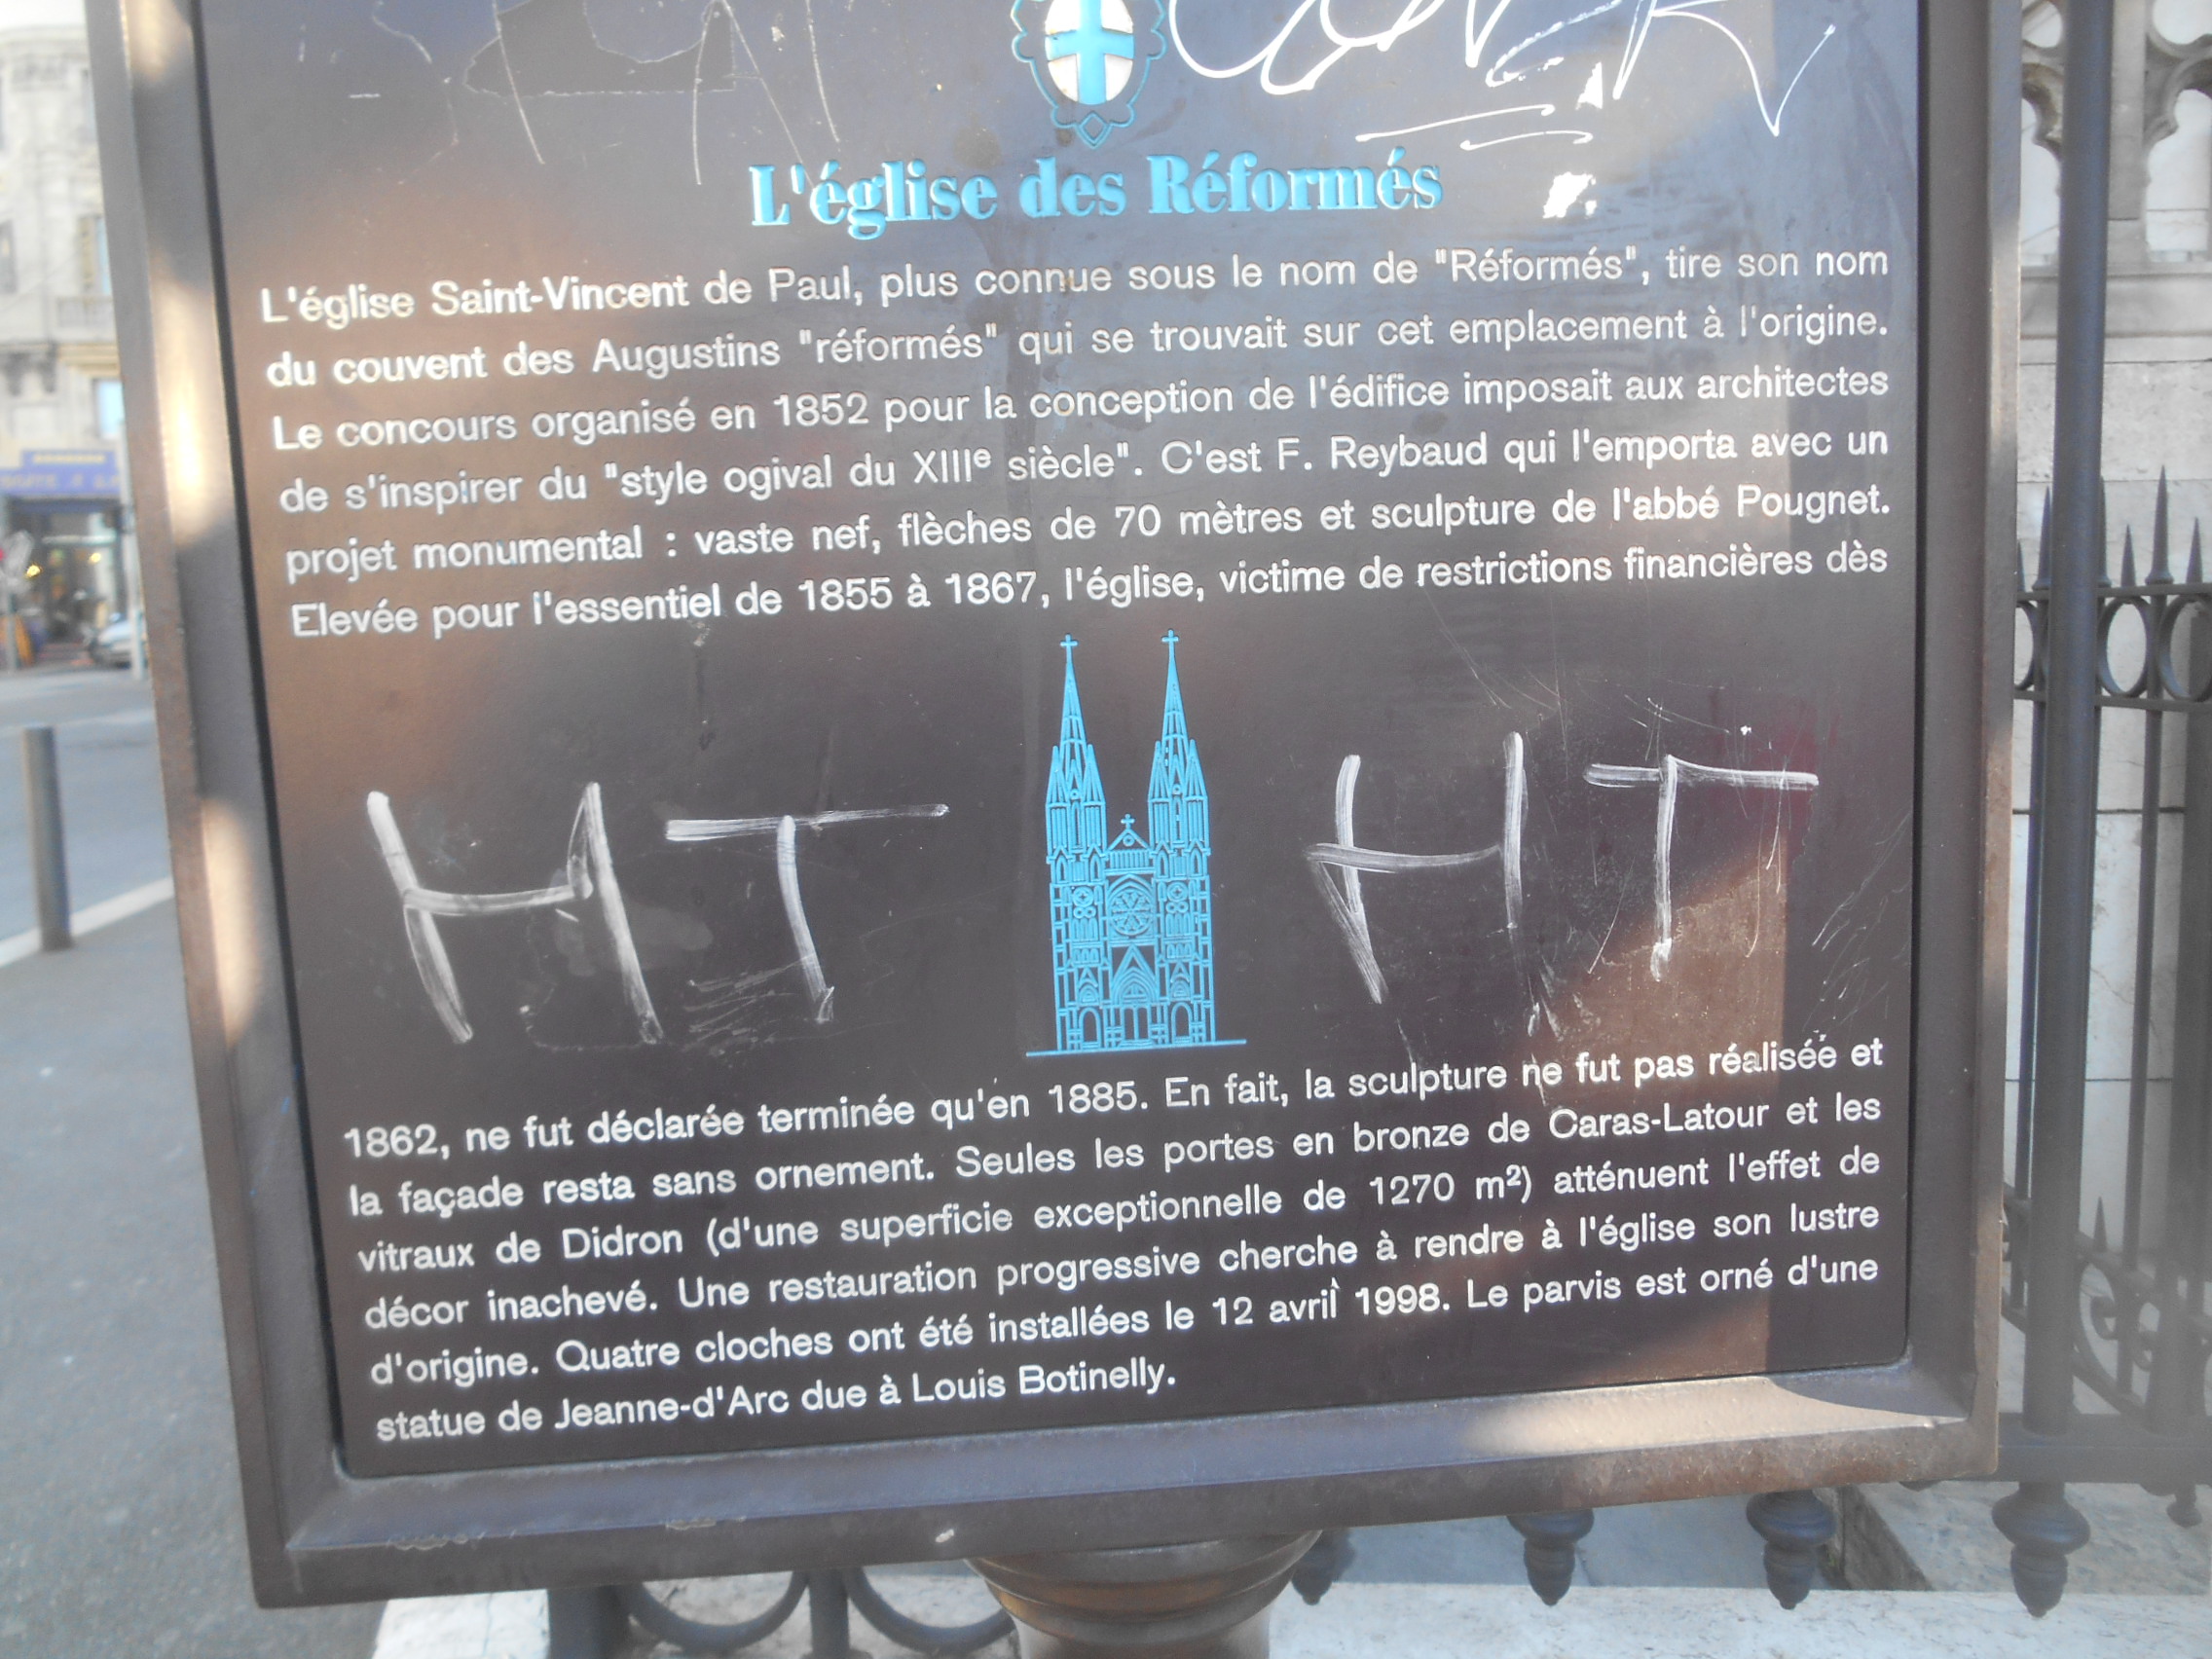 L'église des Réformés
L'église Saint-Vincent de Paul, plus connue sous le nom de "Réformés", tire son nom
du couvent des Augustins "réformés" qui se trouvait sur cet emplacement à l'origine.
Le concours organisé en 1852 pour la conception de l'édifice imposait aux architectes
de s'inspirer du "style ogival du XIIIe siècle". C'est F. Reybaud qui l'emporta avec un
projet monumental : vaste nef, flèches de 70 mètres et sculpture de l'abbé Pougnet.
Elevée pour l'essentiel de 1855 à 1867, l'église, victime de restrictions financières dès
HT HT
1862, ne fut déclarée terminée qu'en 1885. En fait, la sculpture ne fut pas réalisée et
la façade resta sans ornement. Seules les portes en bronze de Caras-Latour et les
vitraux de Didron (d'une superficie exceptionnelle de 1270 m²) atténuent l'effet de
décor inachevé. Une restauration progressive cherche à rendre à l'église son lustre
d'origine. Quatre cloches ont été installées le 12 avril 1998. Le parvis est orné d'une
statue de Jeanne-d'Arc due à Louis Botinelly.